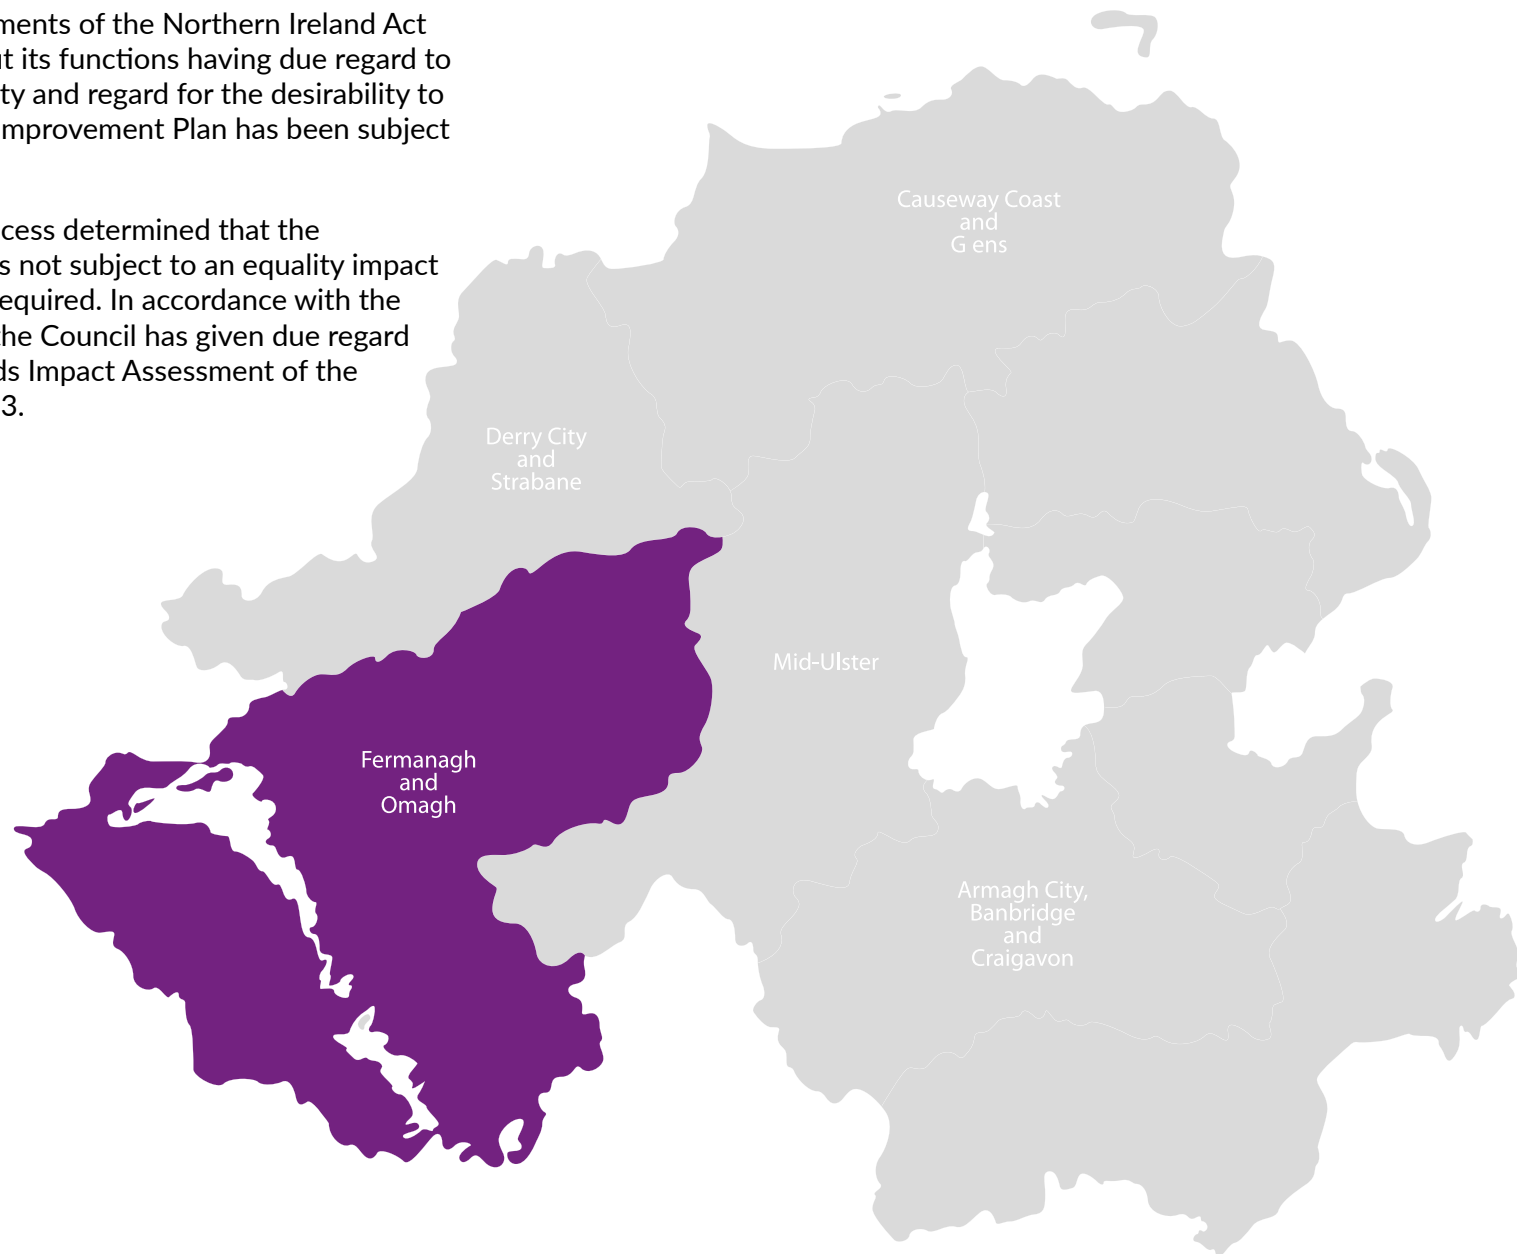 ments of the Northern Ireland Act
t its functions having due regard to
ty and regard for the desirability to
mprovement Plan has been subject
cess determined that the
s not subject to an equality impact
equired. In accordance with the
the Council has given due regard
ds Impact Assessment of the
3.
Causeway Coast
and
G ens
Derry City
and
Strabane
Mid-Ulster
Fermanagh
and
Omagh
Armagh City,
Banbridge
and
Craigavon